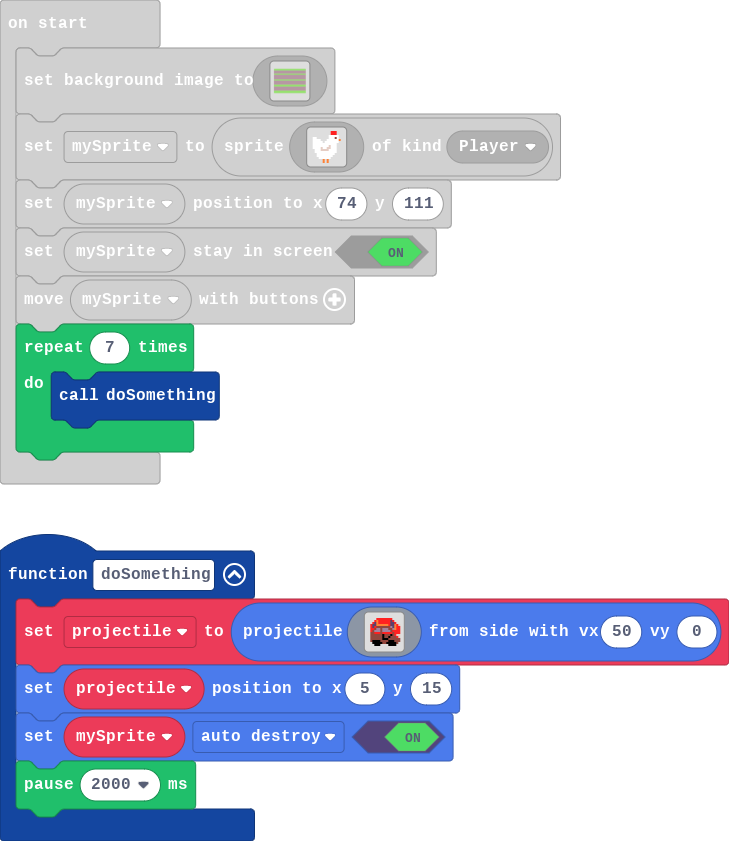 on start
set background image to
set mySprite to sprite of kind Player
set mySprite position to x 74 y 111
set mySprite stay in screen ON
move mySprite with buttons
repeat 7 times
do
call doSomething
function doSomething
set projectile to projectile from side with vx 50 vy 0
set projectile position to x 5 y 15
set mySprite auto destroy ON
pause 2000 ms